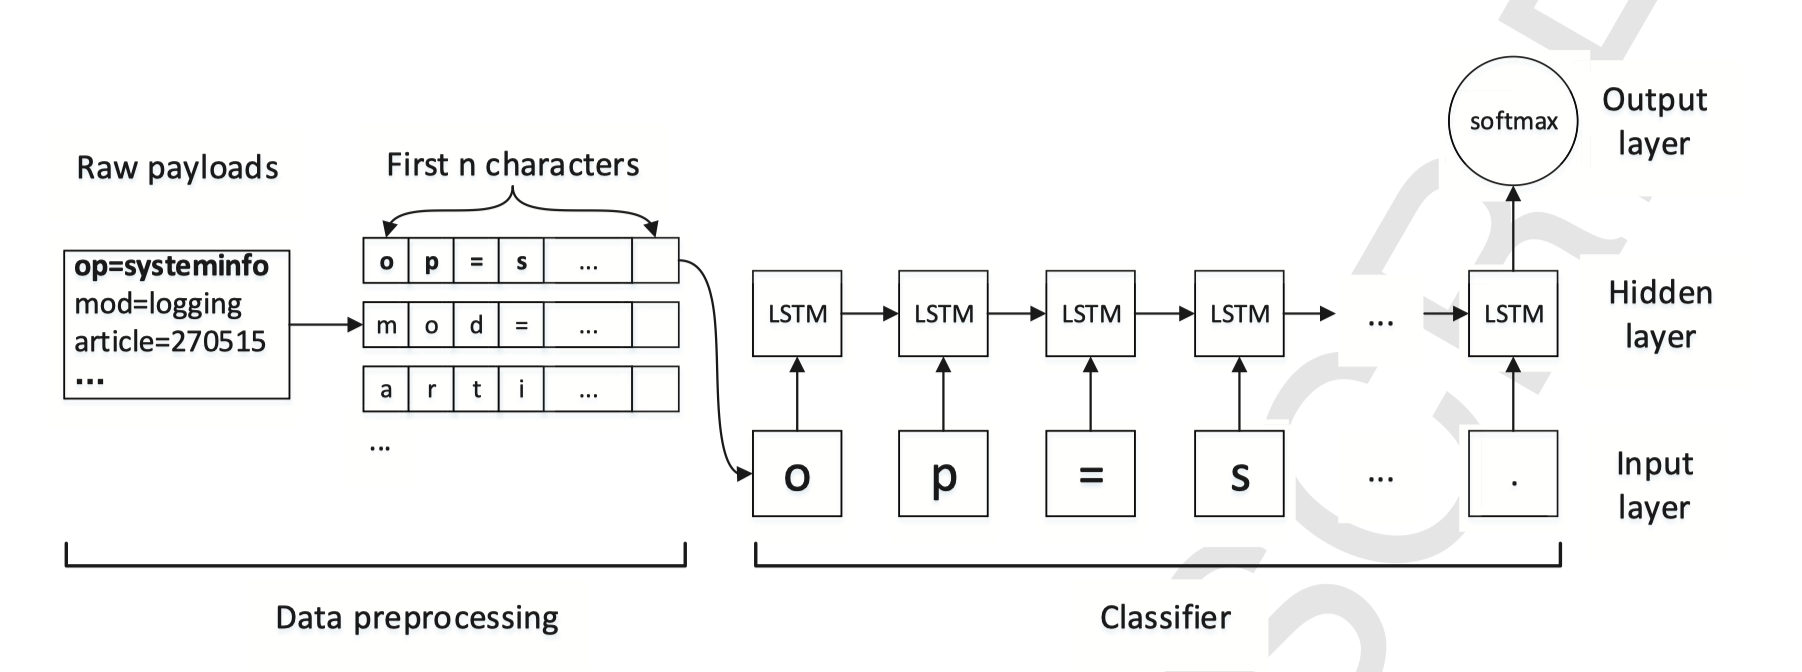 Raw payloads
op=systeminfo
mod=logging
article=270515
...
First n characters
o p = s ...
m o d = ...
a r t i ...
...
Data preprocessing
softmax
Output
layer
LSTM LSTM LSTM LSTM ... LSTM
Hidden
layer
o p = s ... .
Input
layer
Classifier